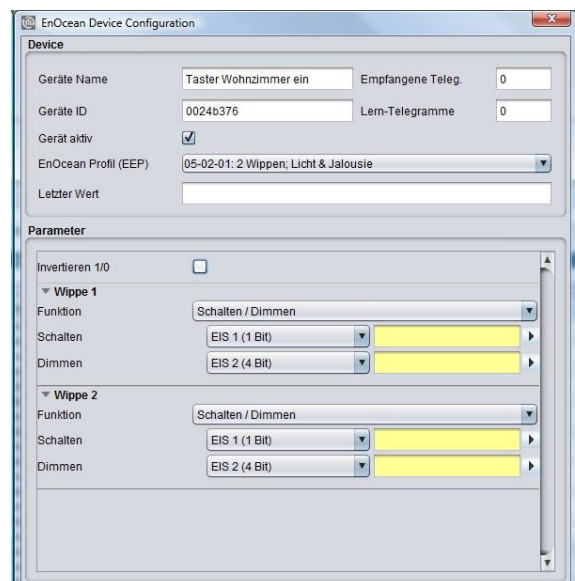 EnOcean Device Configuration
Device
Geräte Name Taster Wohnzimmer ein Empfangene Teleg. 0
Geräte ID 0024b376 Lern-Telegramme 0
Gerät aktiv
EnOcean Profil (EEP) 05-02-01: 2 Wippen; Licht & Jalousie
Letzter Wert
Parameter
Invertieren 1/0
Wippe 1
Funktion Schalten / Dimmen
Schalten EIS 1 (1 Bit)
Dimmen EIS 2 (4 Bit)
Wippe 2
Funktion Schalten / Dimmen
Schalten EIS 1 (1 Bit)
Dimmen EIS 2 (4 Bit)